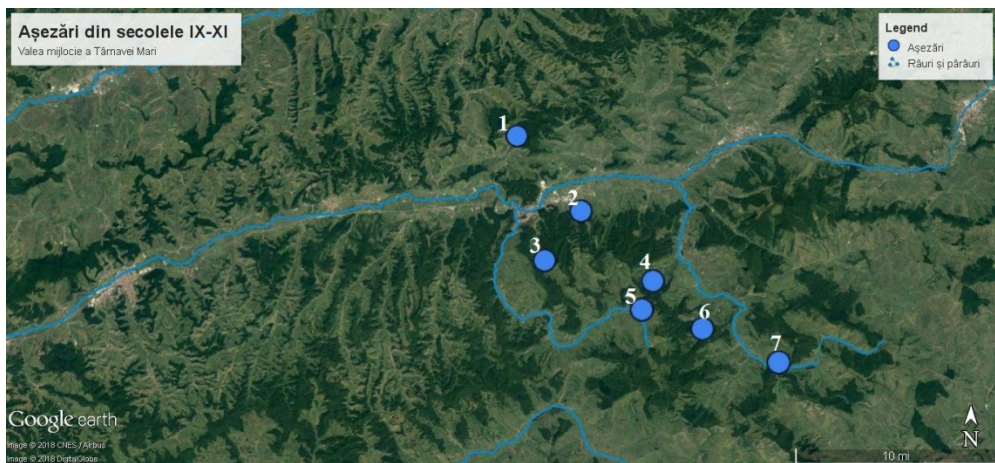 Așezări din secolele IX-XI
Valea mijlocie a Târnavei Mari
Legend
Așezări
Râuri și pârâuri
1
2
3
4
5
6
7
Google earth
Image © 2018 CNES / Airbus
Image © 2018 DigitalGlobe
10 mi
N